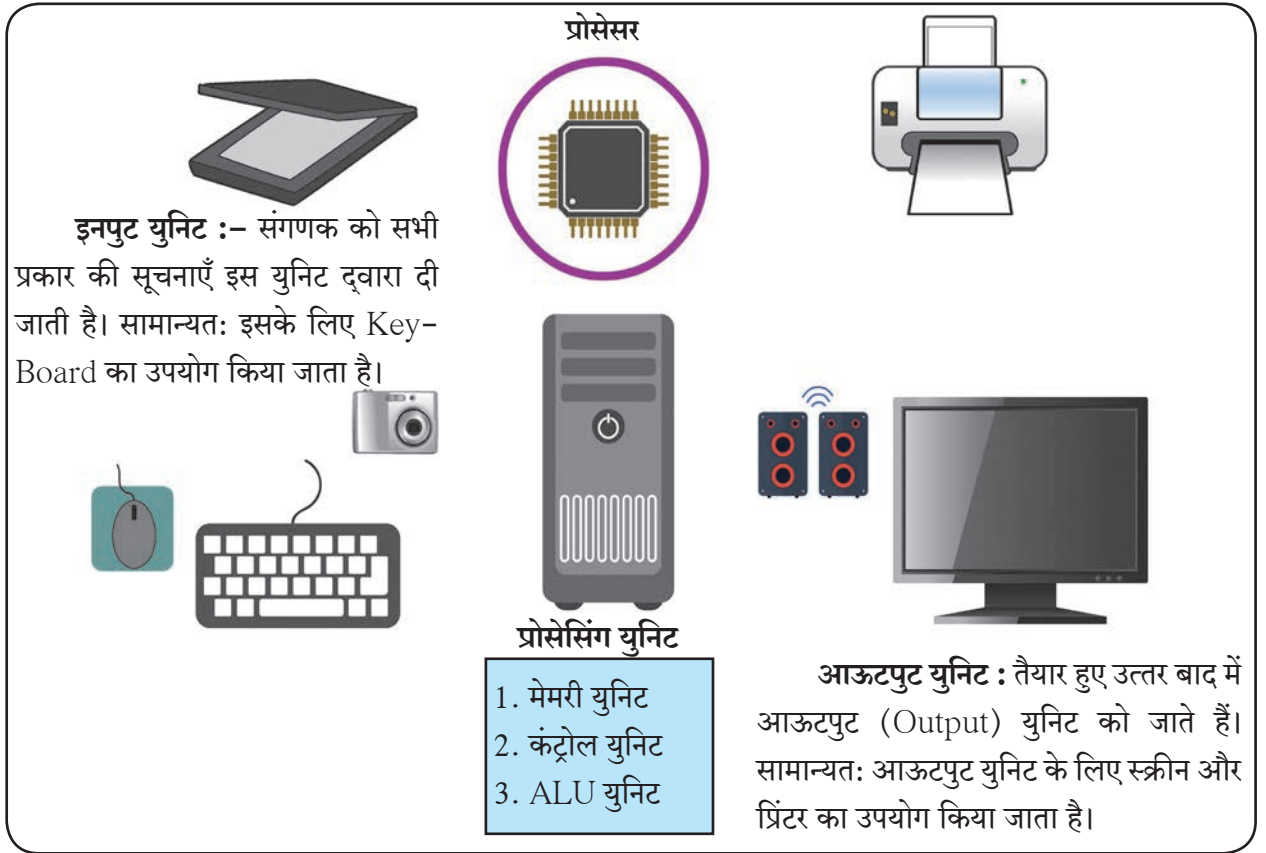 प्रोसेसर
इनपुट युनिट :– संगणक को सभी
प्रकार की सूचनाएँ इस युनिट द्‌वारा दी
जाती है। सामान्यत: इसके लिए Key-
Board का उपयोग किया जाता है।
प्रोसेसिंग युनिट
1. मेमरी युनिट
2. कंट्रोल युनिट
3. ALU युनिट
आऊटपुट युनिट : तैयार हुए उत्तर बाद में
आऊटपुट (Output) युनिट को जाते हैं।
सामान्यत: आऊटपुट युनिट के लिए स्क्रीन और
प्रिंटर का उपयोग किया जाता है।